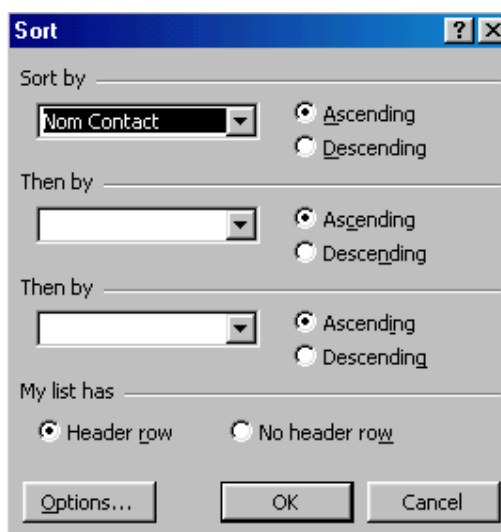 Sort
Sort by
Nom Contact
Ascending
Descending
Then by
Ascending
Descending
Then by
Ascending
Descending
My list has
Header row
No header row
Options...
OK
Cancel